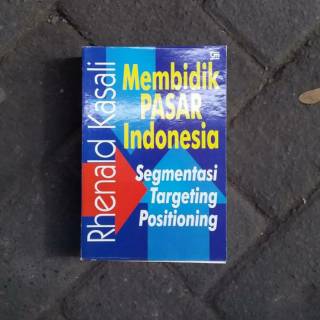 Rhenald Kasali
Membidik
PASAR
Indonesia
Segmentasi
Targeting
Positioning